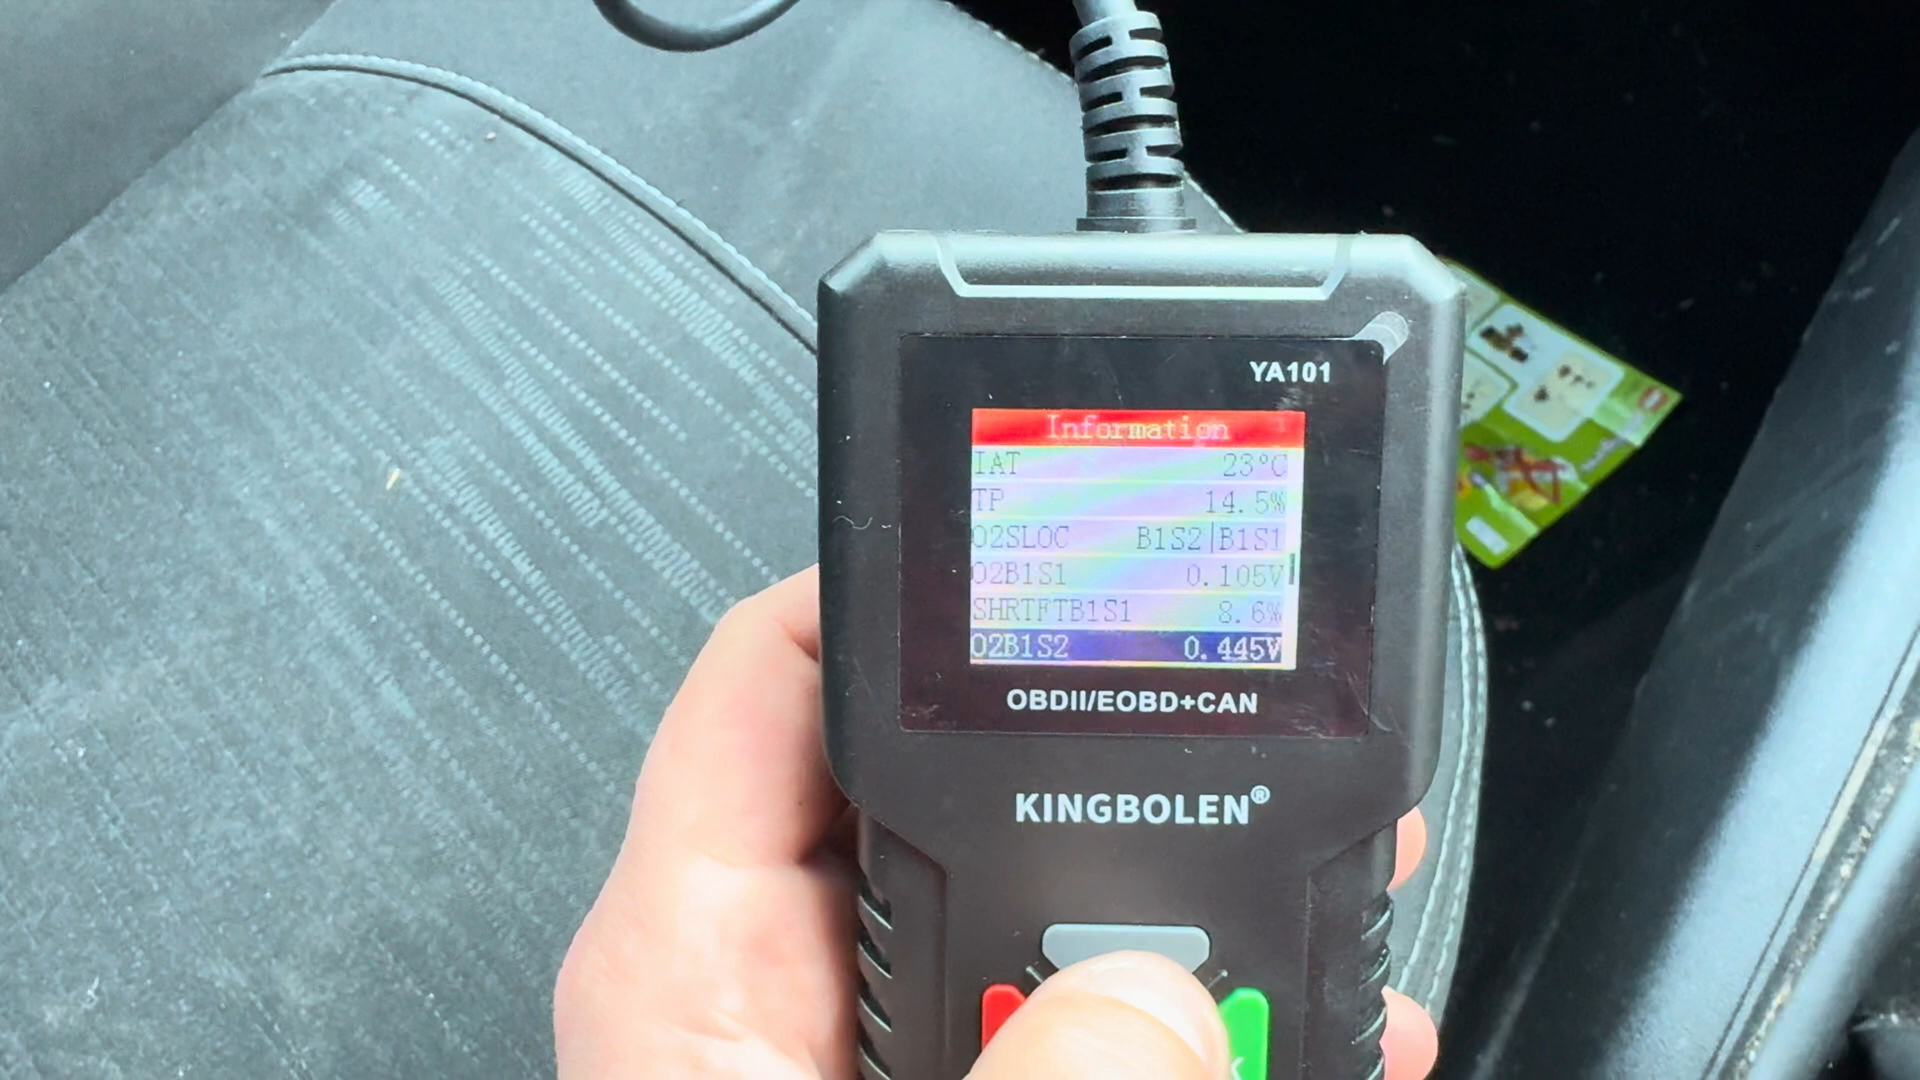 YA101
Information
IAT 23°C
TP 14.5%
O2SLOC B1S2|B1S1
O2B1S1 0.105V
SHRTFTB1S1 8.6%
O2B1S2 0.445V
OBDII/EOBD+CAN
KINGBOLEN®